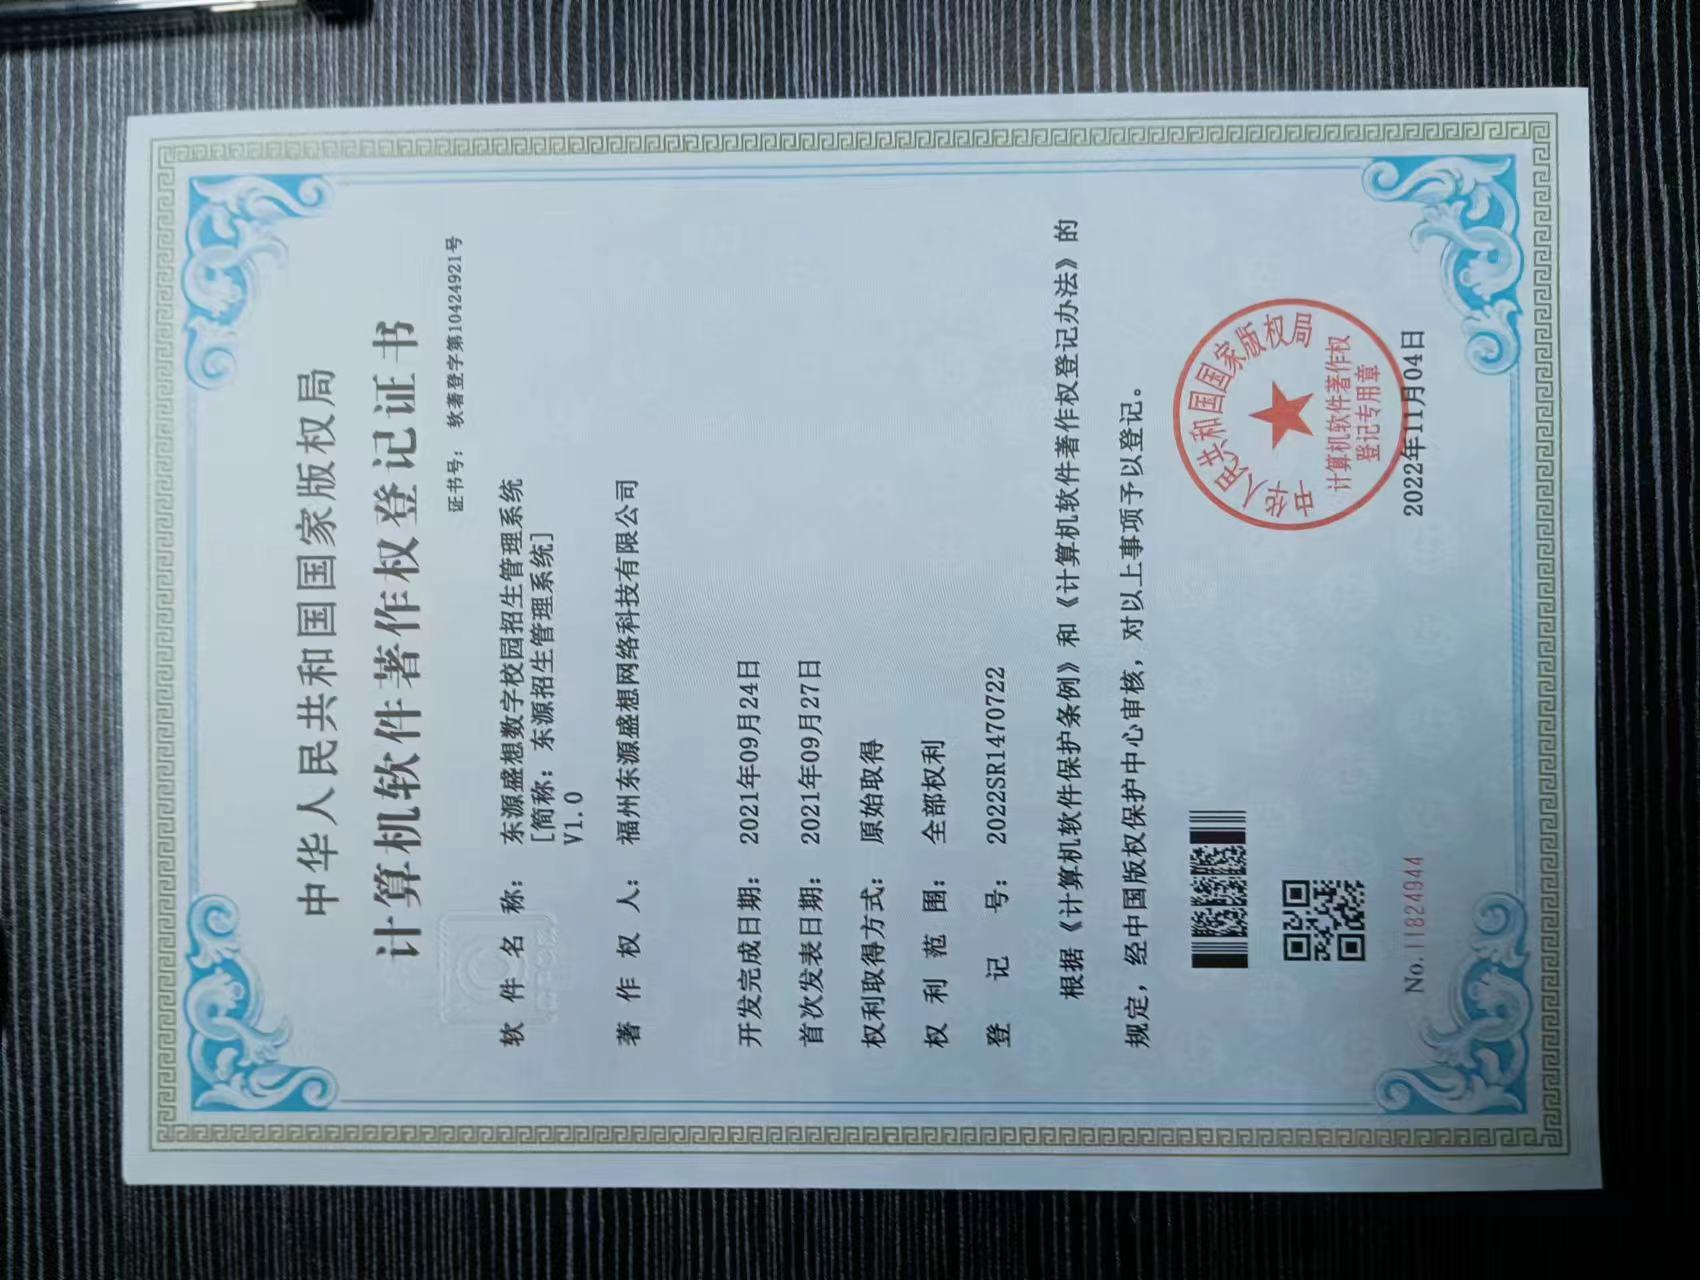 中华人民共和国国家版权局
计算机软件著作权登记证书
证书号： 软著登字第10424921号
软件名称： 东源盛想数字校园招生管理系统
[简称：东源招生管理系统]
V1.0
著作权人： 福州东源盛想网络科技有限公司
开发完成日期： 2021年09月24日
首次发表日期： 2021年09月27日
权利取得方式： 原始取得
权利范围： 全部权利
登记号： 2022SR1470722
根据《计算机软件保护条例》和《计算机软件著作权登记办法》的
规定，经中国版权保护中心审核，对以上事项予以登记。
中华人民共和国国家版权局
计算机软件著作权
登记专用章
No.11824944
2022年11月04日